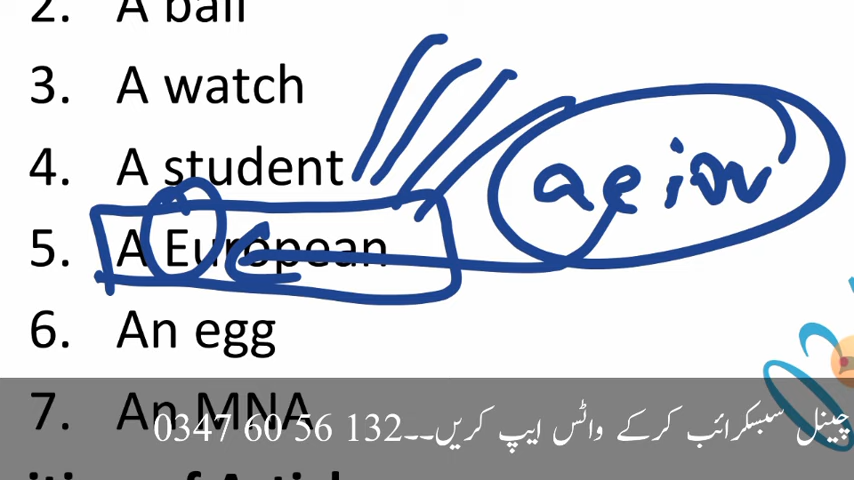 2. A ball
3. A watch
4. A student
a e i o u
5. A European
6. An egg
7. An MNA
چینل سبسکرائب کرکے واٹس ایپ کریں۔۔132 56 60 0347